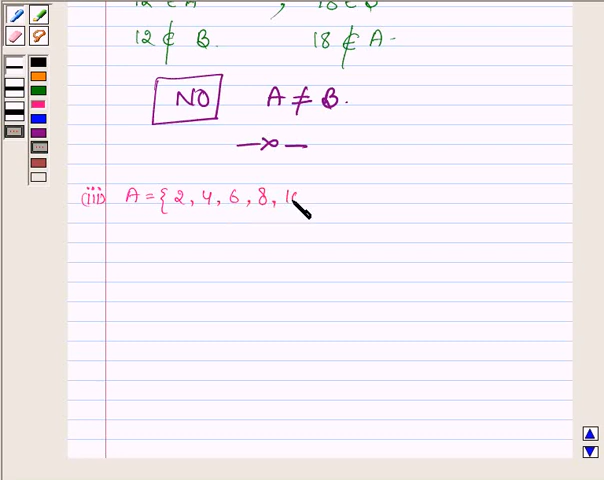 12 ∉ B. 18 ∉ A.
NO A ≠ B.
—×—
(iii) A = { 2, 4, 6, 8, 1